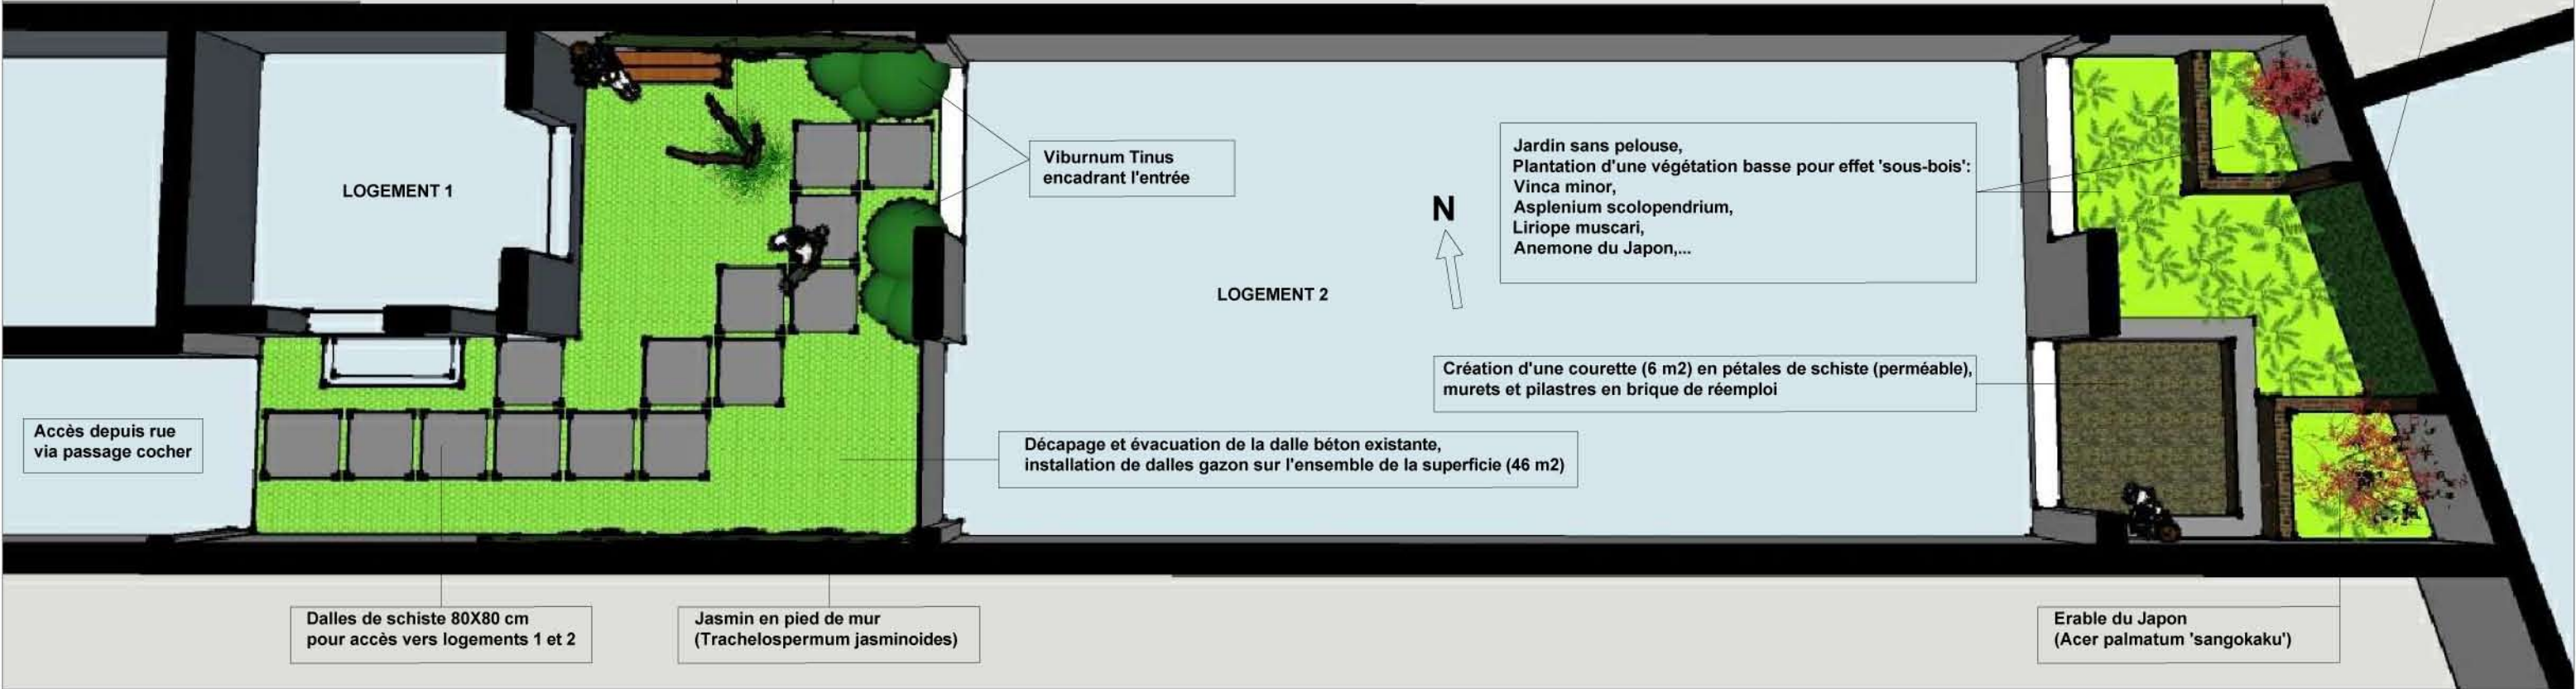 LOGEMENT 1
Viburnum Tinus
encadrant l'entrée
Jardin sans pelouse,
Plantation d'une végétation basse pour effet 'sous-bois':
Vinca minor,
Asplenium scolopendrium,
Liriope muscari,
Anemone du Japon,...
N
LOGEMENT 2
Création d'une courette (6 m2) en pétales de schiste (perméable),
murets et pilastres en brique de réemploi
Accès depuis rue
via passage cocher
Décapage et évacuation de la dalle béton existante,
installation de dalles gazon sur l'ensemble de la superficie (46 m2)
Dalles de schiste 80X80 cm
pour accès vers logements 1 et 2
Jasmin en pied de mur
(Trachelospermum jasminoides)
Erable du Japon
(Acer palmatum 'sangokaku')